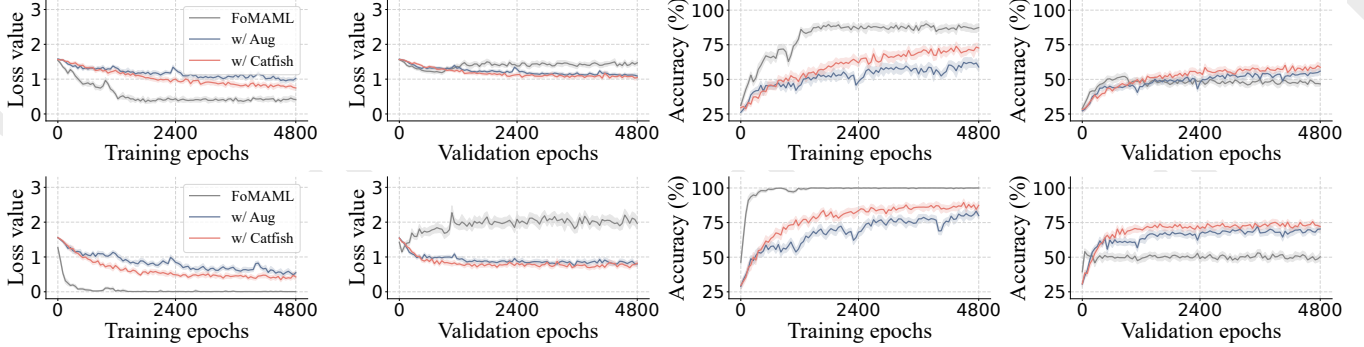 Loss value
3
2
1
0
FoMAML
w/ Aug
w/ Catfish
0 2400 4800
Training epochs
Loss value
3
2
1
0
0 2400 4800
Validation epochs
Accuracy (%)
100
75
50
25
0 2400 4800
Training epochs
Accuracy (%)
100
75
50
25
0 2400 4800
Validation epochs
Loss value
3
2
1
0
FoMAML
w/ Aug
w/ Catfish
0 2400 4800
Training epochs
Loss value
3
2
1
0
0 2400 4800
Validation epochs
Accuracy (%)
100
75
50
25
0 2400 4800
Training epochs
Accuracy (%)
100
75
50
25
0 2400 4800
Validation epochs